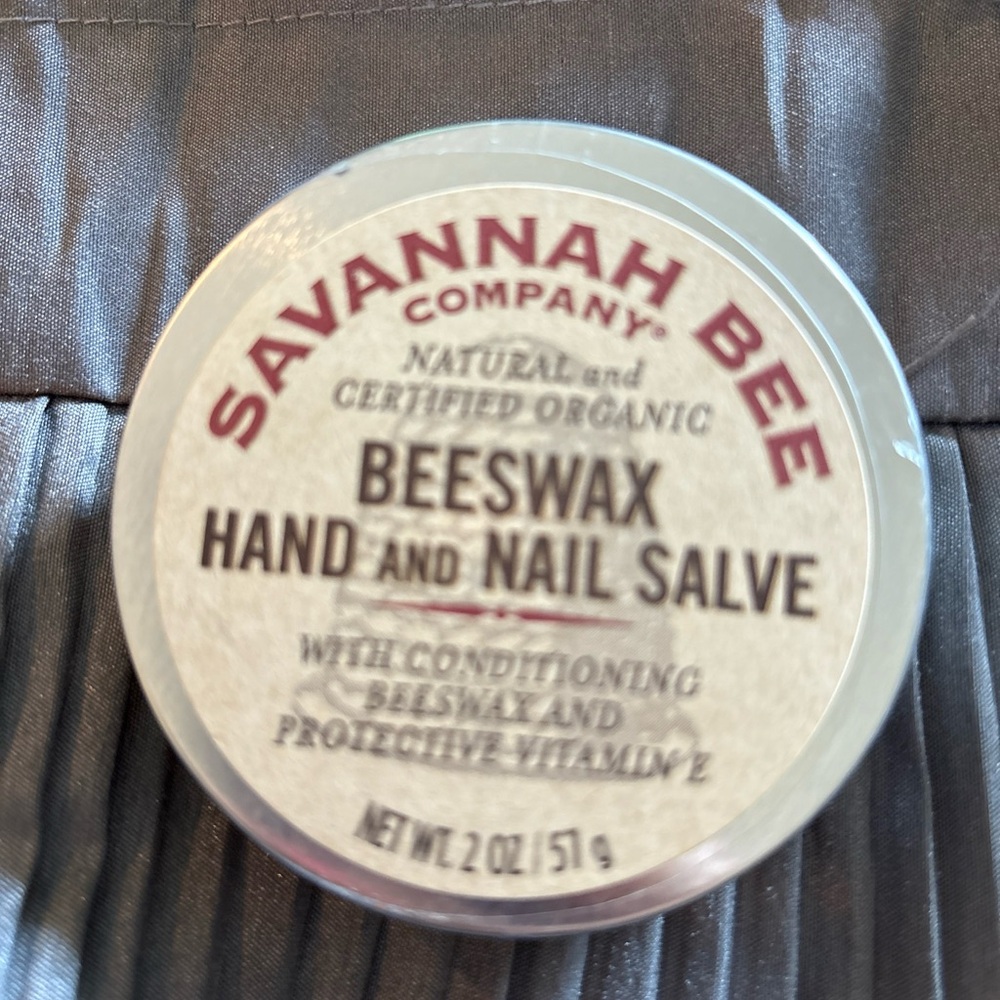 SAVANNAH BEE
COMPANY®
NATURAL and
CERTIFIED ORGANIC
BEESWAX
HAND AND NAIL SALVE
WITH CONDITIONING
BEESWAX AND
PROTECTIVE VITAMIN E
NET WT. 2 OZ / 57 g